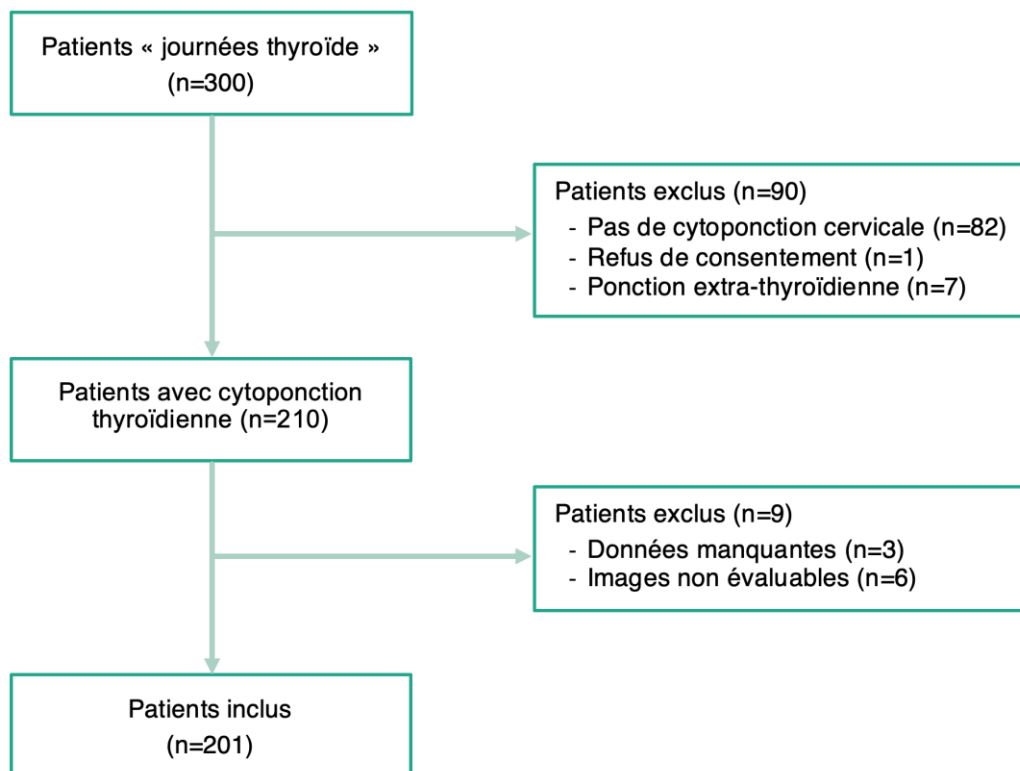 Patients « journées thyroïde »
(n=300)
Patients exclus (n=90)
- Pas de cytoponction cervicale (n=82)
- Refus de consentement (n=1)
- Ponction extra-thyroïdienne (n=7)
Patients avec cytoponction
thyroïdienne (n=210)
Patients exclus (n=9)
- Données manquantes (n=3)
- Images non évaluables (n=6)
Patients inclus
(n=201)